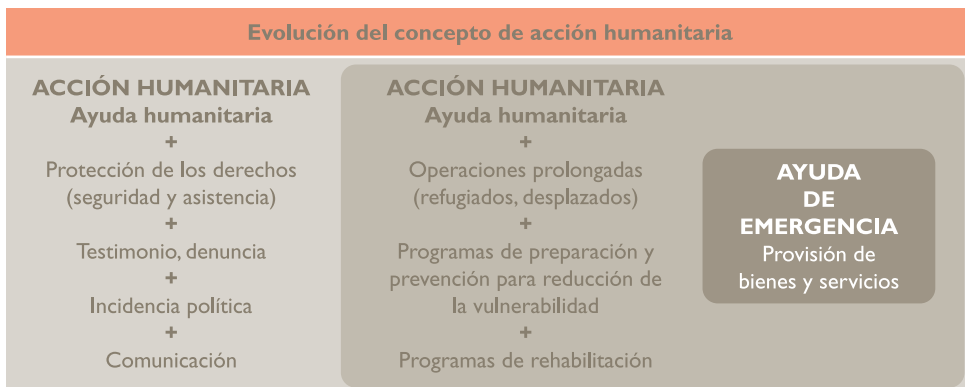 Evolución del concepto de acción humanitaria
ACCIÓN HUMANITARIA
Ayuda humanitaria
+
Protección de los derechos
(seguridad y asistencia)
+
Testimonio, denuncia
+
Incidencia política
+
Comunicación
ACCIÓN HUMANITARIA
Ayuda humanitaria
+
Operaciones prolongadas
(refugiados, desplazados)
+
Programas de preparación y
prevención para reducción de
la vulnerabilidad
+
Programas de rehabilitación
AYUDA
DE
EMERGENCIA
Provisión de
bienes y servicios